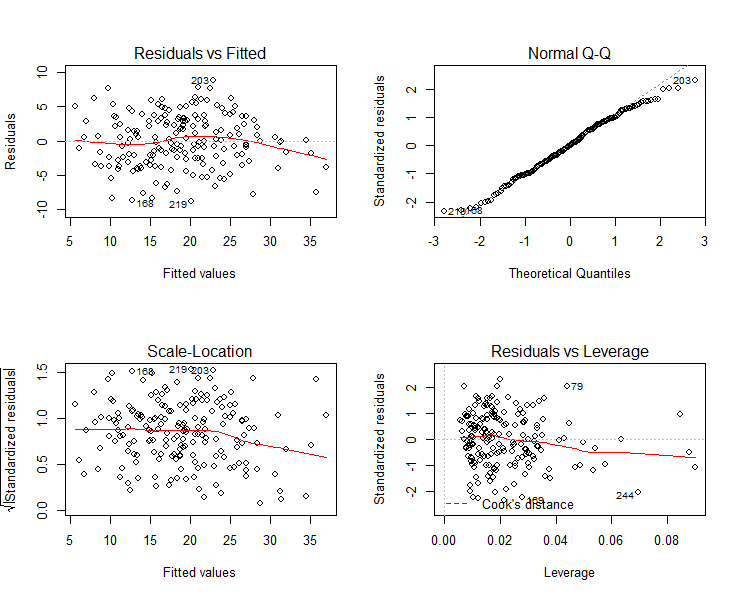 Residuals vs Fitted
Residuals
-10 -5 0 5 10
203
168 219
5 10 15 20 25 30 35
Fitted values
Normal Q-Q
Standardized residuals
-2 -1 0 1 2
203
219 168
-3 -2 -1 0 1 2 3
Theoretical Quantiles
Scale-Location
√|Standardized residuals|
0.0 0.5 1.0 1.5
168 219 203
5 10 15 20 25 30 35
Fitted values
Residuals vs Leverage
Standardized residuals
-2 -1 0 1 2
79
244
169
Cook's distance
0.00 0.02 0.04 0.06 0.08
Leverage